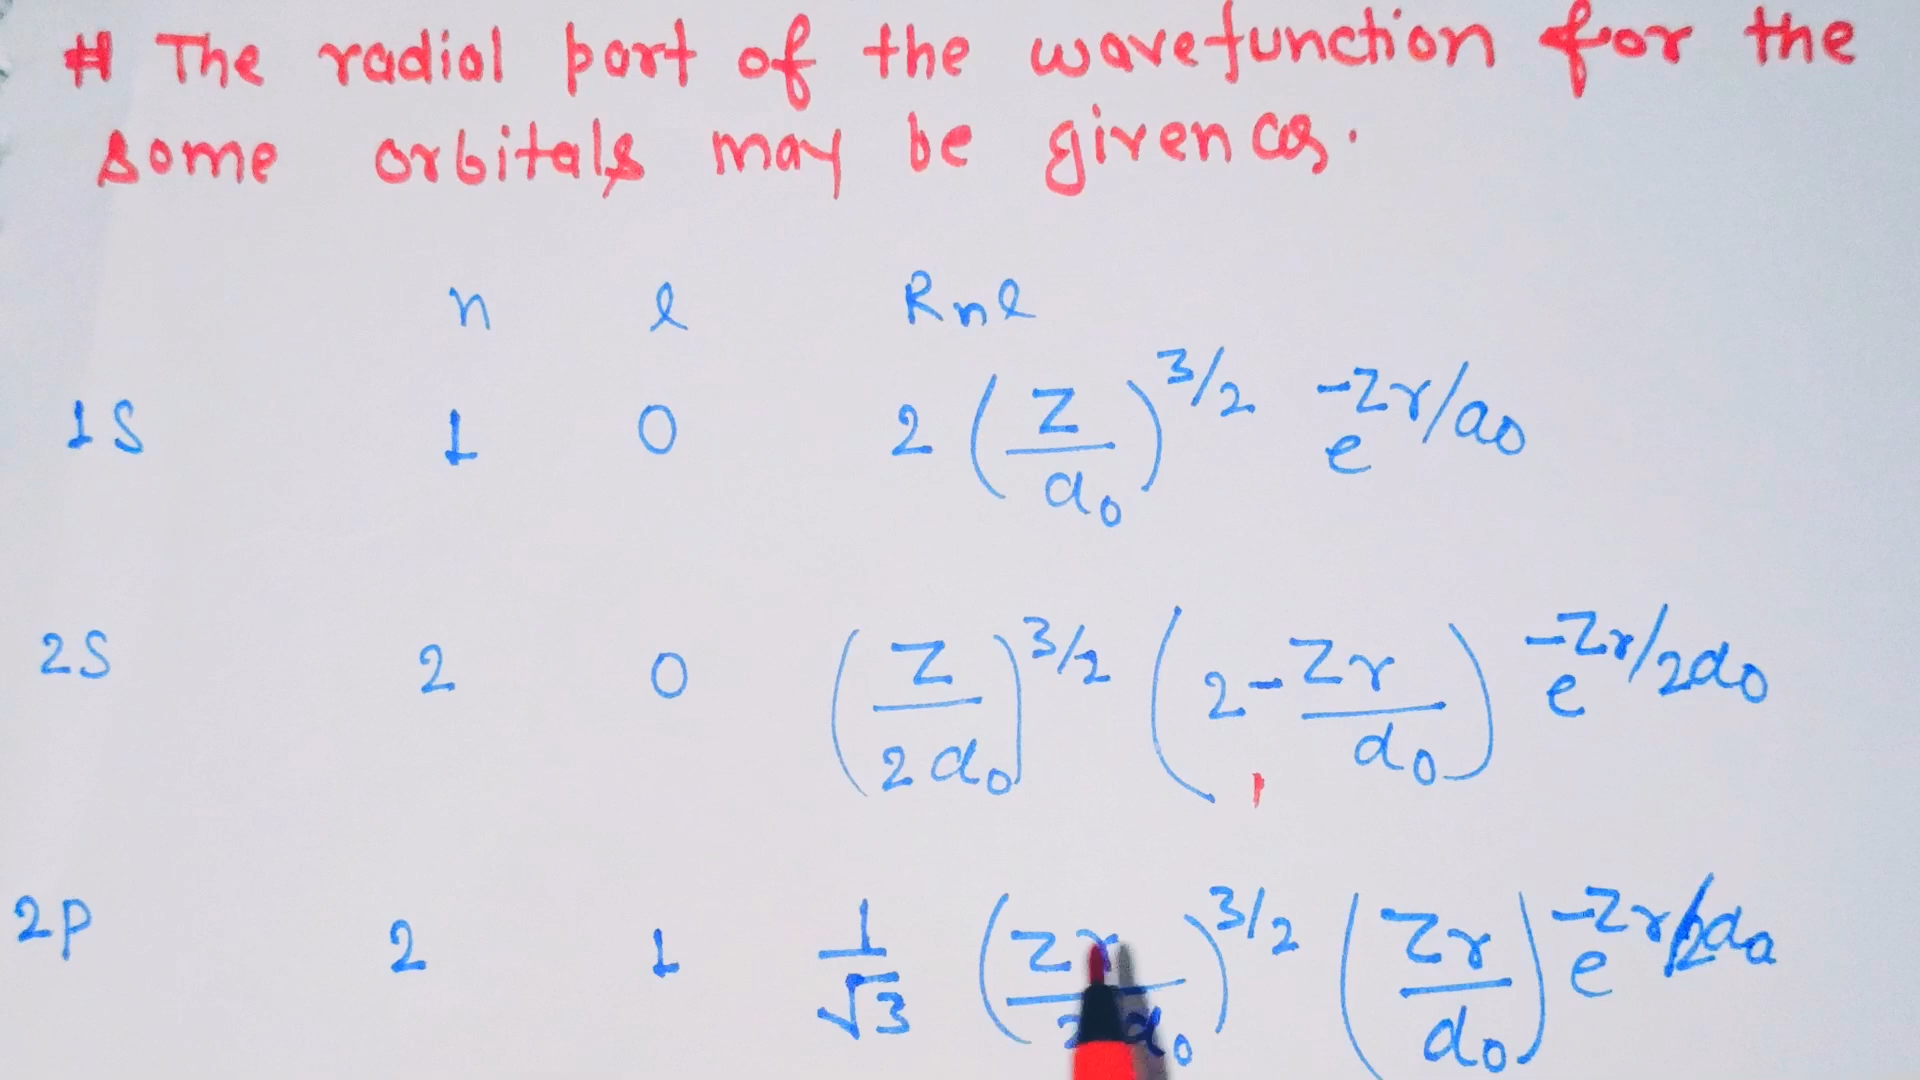 # The radial part of the wavefunction for the
some orbitals may be given as.
n l Rnl
1S 1 0 2 (Z/a₀)^3/2 e^-Zr/a₀
2S 2 0 (Z/2a₀)^3/2 (2-Zr/a₀) e^-Zr/2a₀
2P 2 1 1/√3 (Zr/2a₀)^3/2 (Zr/a₀) e^-Zr/2a₀